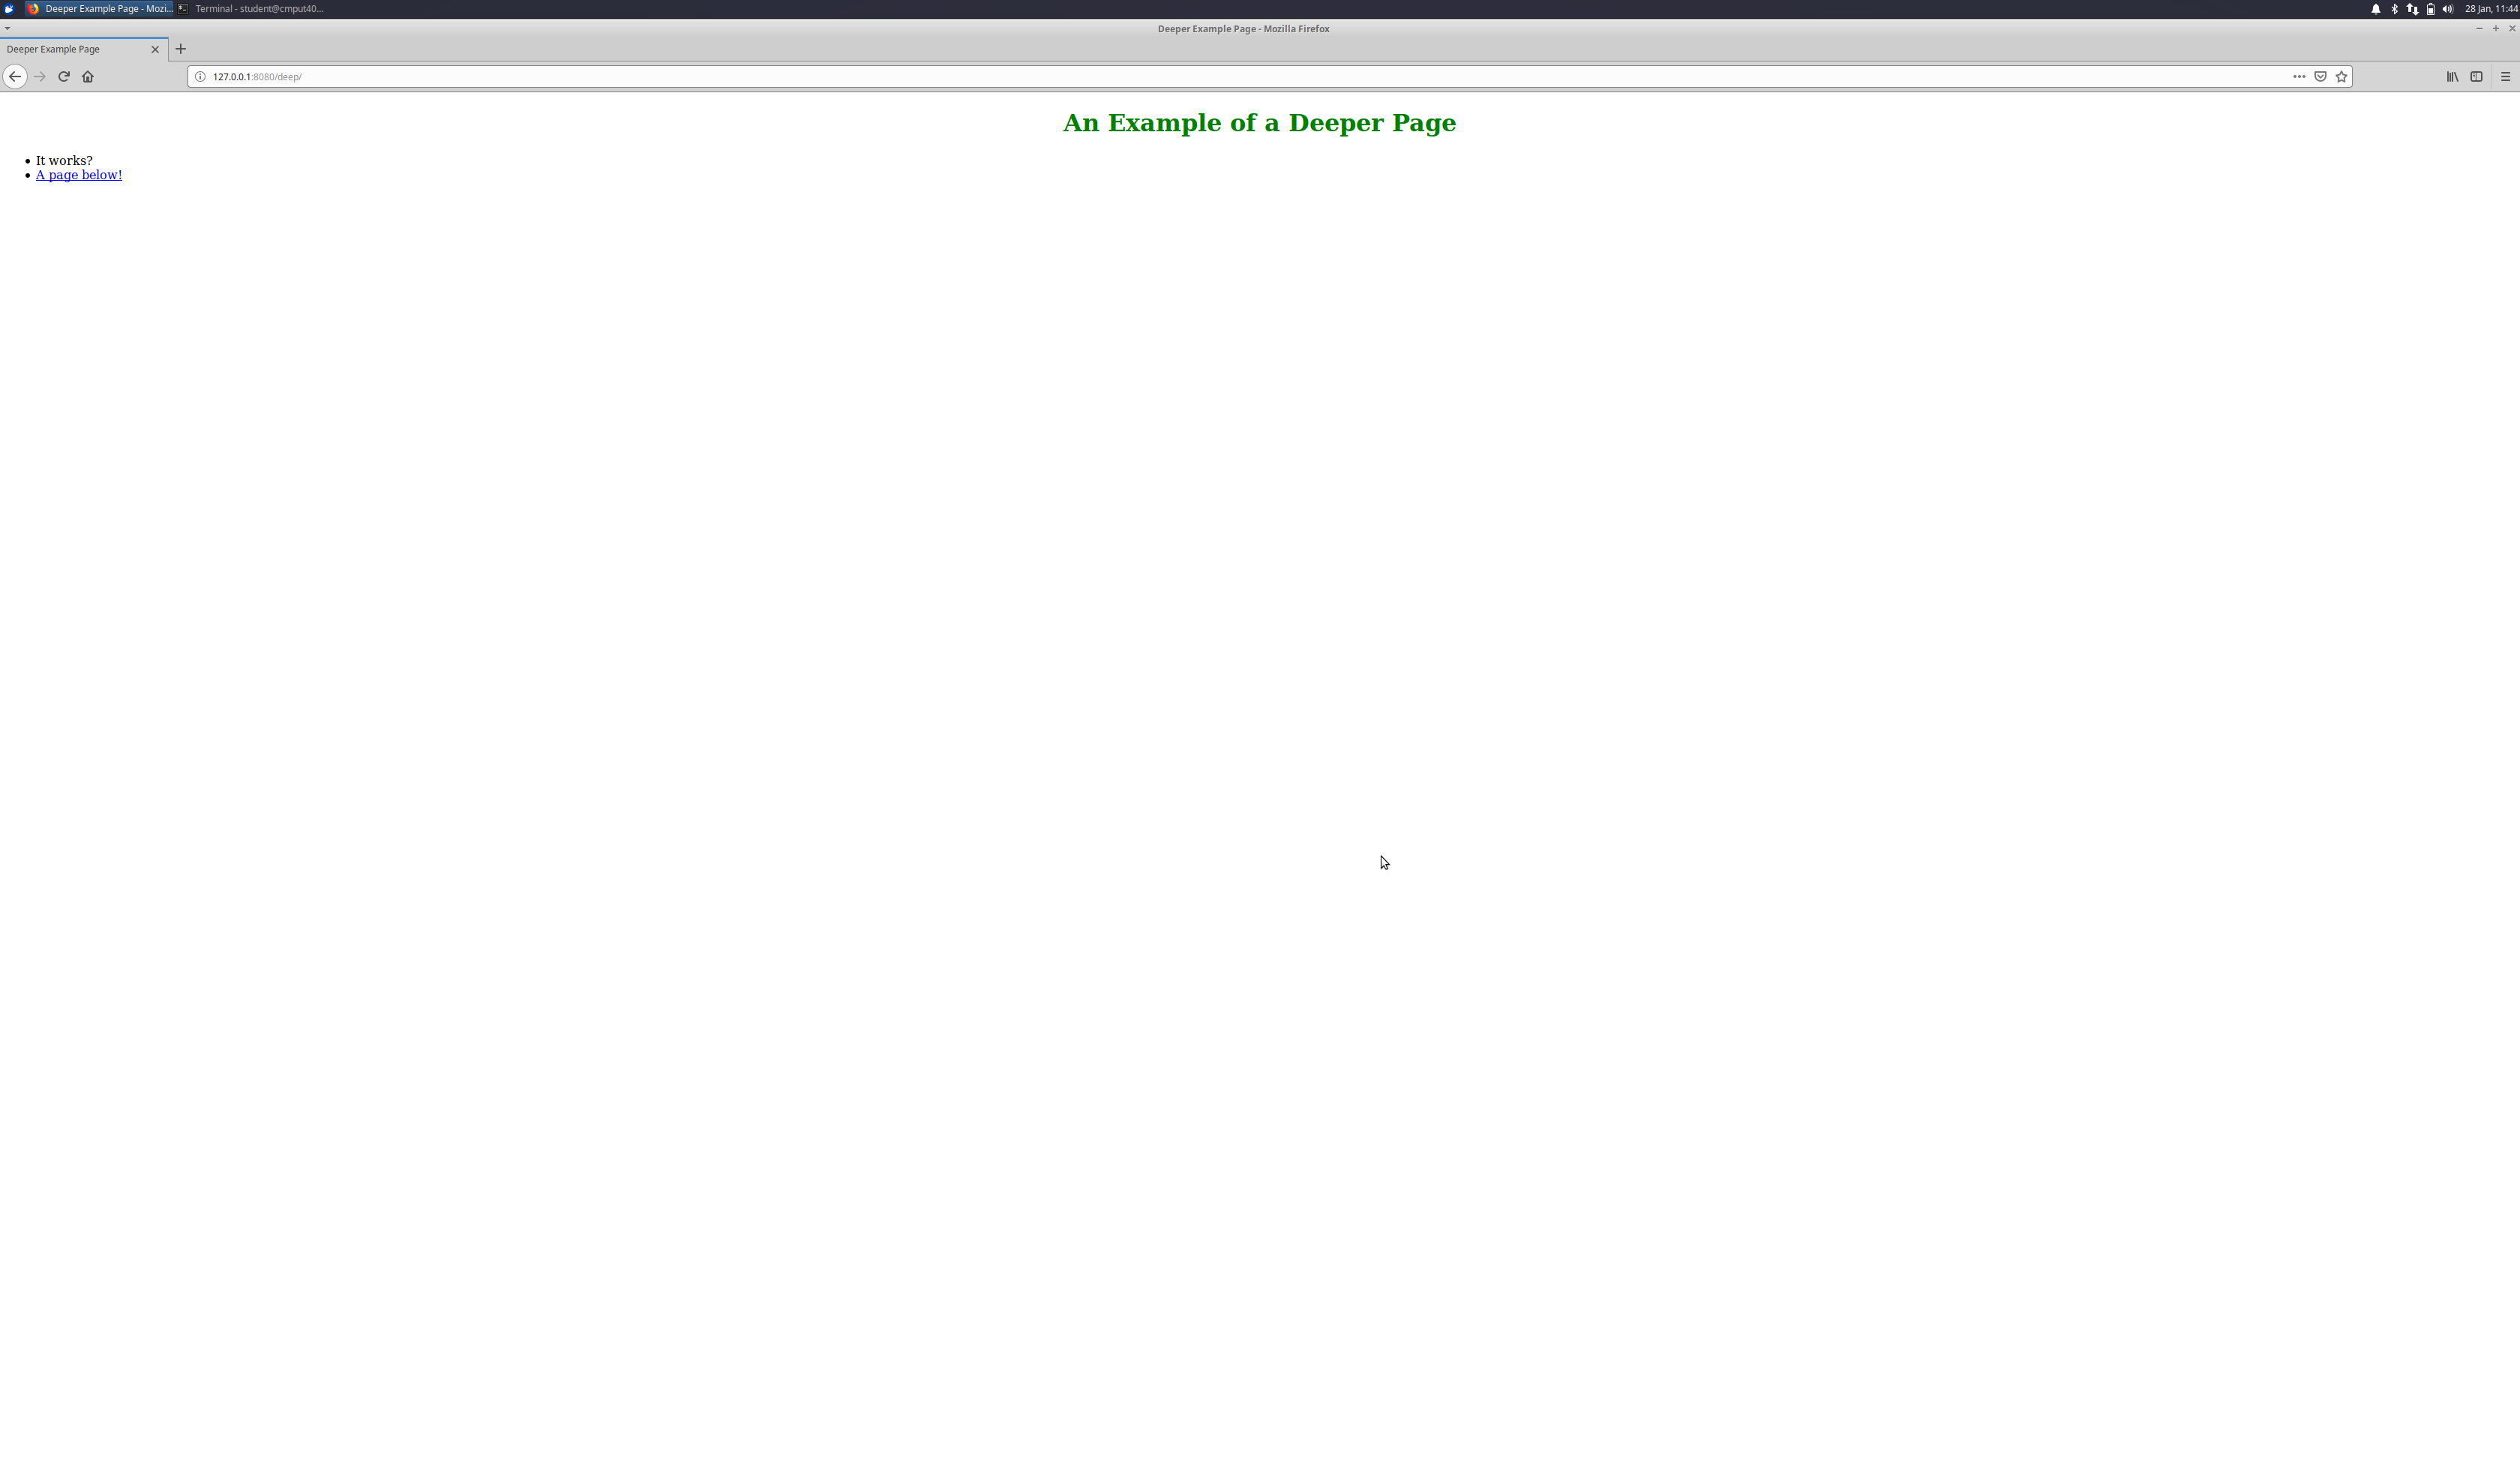 Deeper Example Page - Mozi... Terminal - student@cmput40... 28 Jan, 11:44
Deeper Example Page - Mozilla Firefox
Deeper Example Page
127.0.0.1:8080/deep/
An Example of a Deeper Page
It works?
A page below!